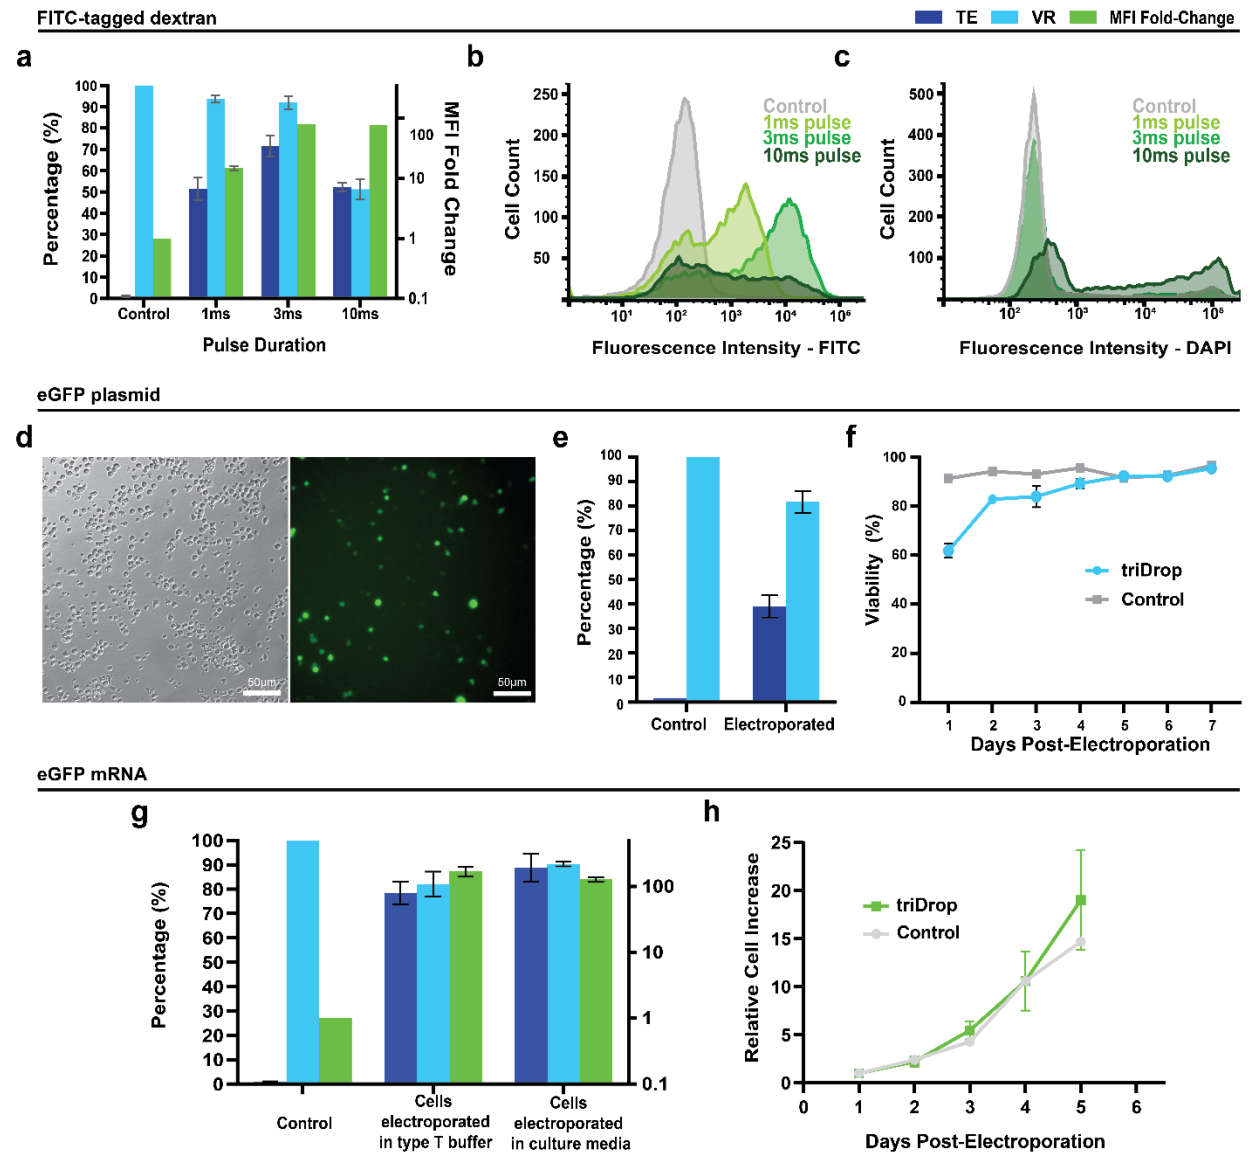 FITC-tagged dextran
TE VR MFI Fold-Change
a
Percentage (%)
100
90
80
70
60
50
40
30
20
10
0
100
10
1
0.1
MFI Fold Change
Control 1ms 3ms 10ms
Pulse Duration
b
Cell Count
250
200
150
100
50
Control
1ms pulse
3ms pulse
10ms pulse
10¹ 10² 10³ 10⁴ 10⁶
Fluorescence Intensity - FITC
c
Cell Count
500
400
300
200
100
0
Control
1ms pulse
3ms pulse
10ms pulse
10² 10³ 10⁴ 10⁶
Fluorescence Intensity - DAPI
eGFP plasmid
d
50µm
50µm
e
Percentage (%)
100
90
80
70
60
50
40
30
20
10
0
Control Electroporated
f
Viability (%)
100
80
60
40
20
0
triDrop
Control
1 2 3 4 5 6 7
Days Post-Electroporation
eGFP mRNA
g
Percentage (%)
100
90
80
70
60
50
40
30
20
10
0
100
10
1
0.1
Control
Cells
electroporated
in type T buffer
Cells
electroporated
in culture media
h
Relative Cell Increase
25
20
15
10
5
0
triDrop
Control
0 1 2 3 4 5 6
Days Post-Electroporation